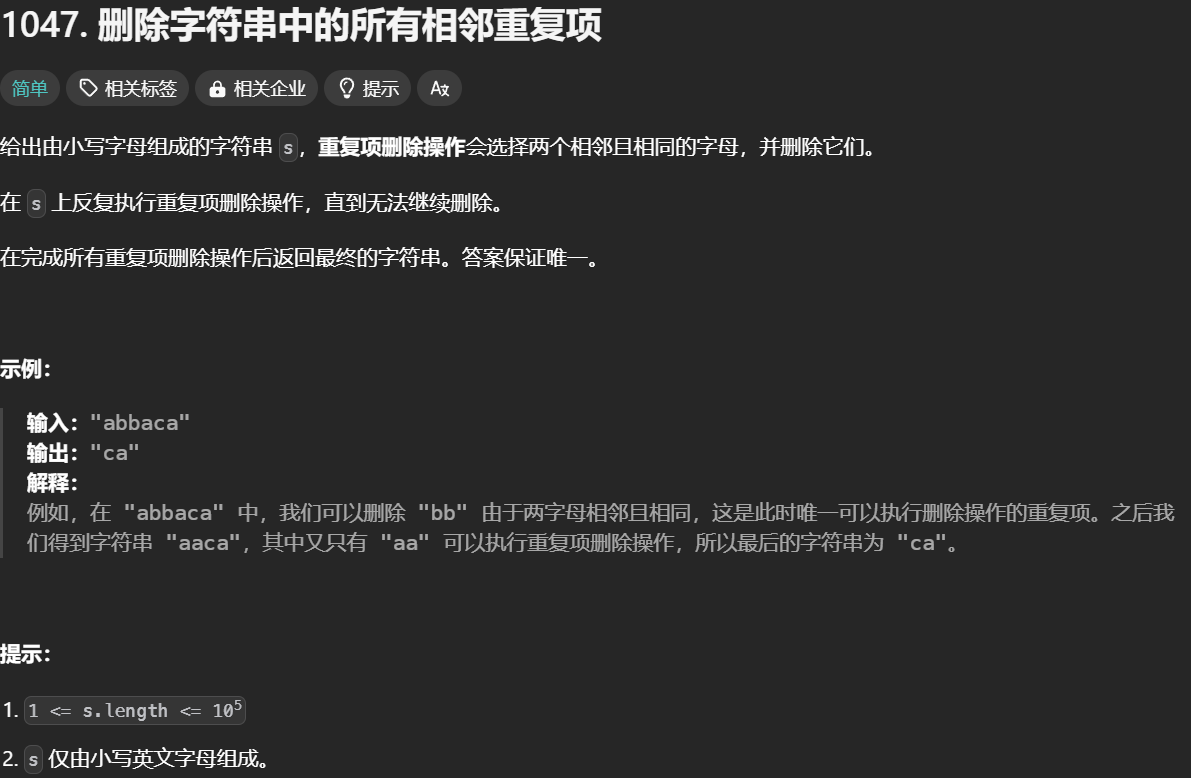 1047. 删除字符串中的所有相邻重复项
简单 相关标签 相关企业 提示 Az
给出由小写字母组成的字符串 s，重复项删除操作会选择两个相邻且相同的字母，并删除它们。
在 s 上反复执行重复项删除操作，直到无法继续删除。
在完成所有重复项删除操作后返回最终的字符串。答案保证唯一。
示例：
输入："abbaca"
输出："ca"
解释：
例如，在 "abbaca" 中，我们可以删除 "bb" 由于两字母相邻且相同，这是此时唯一可以执行删除操作的重复项。之后我
们得到字符串 "aaca"，其中又只有 "aa" 可以执行重复项删除操作，所以最后的字符串为 "ca"。
提示：
1. 1 <= s.length <= 10⁵
2. s 仅由小写英文字母组成。